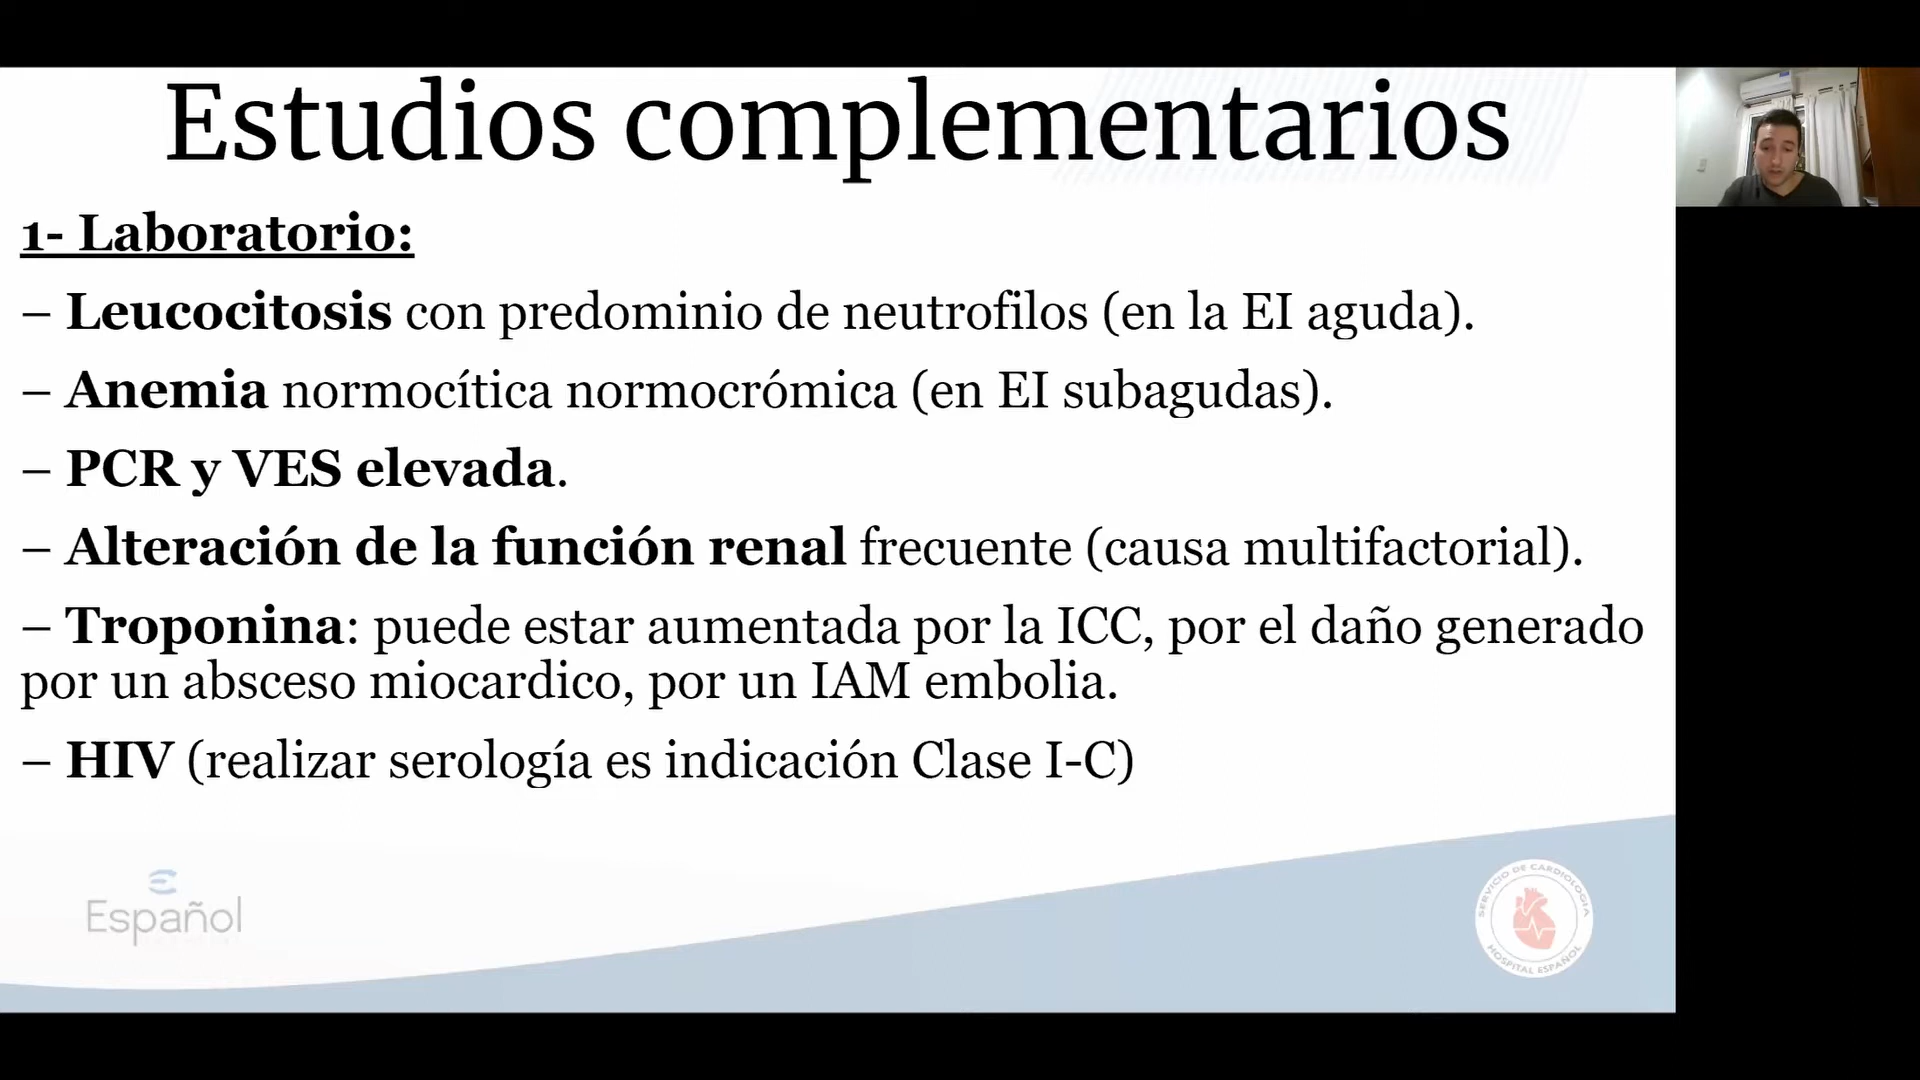 Estudios complementarios
1- Laboratorio:
– Leucocitosis con predominio de neutrofilos (en la EI aguda).
– Anemia normocítica normocrómica (en EI subagudas).
– PCR y VES elevada.
– Alteración de la función renal frecuente (causa multifactorial).
– Troponina: puede estar aumentada por la ICC, por el daño generado
por un absceso miocardico, por un IAM embolia.
– HIV (realizar serología es indicación Clase I-C)
Español
SERVICIO DE CARDIOLOGIA
HOSPITAL ESPAÑOL